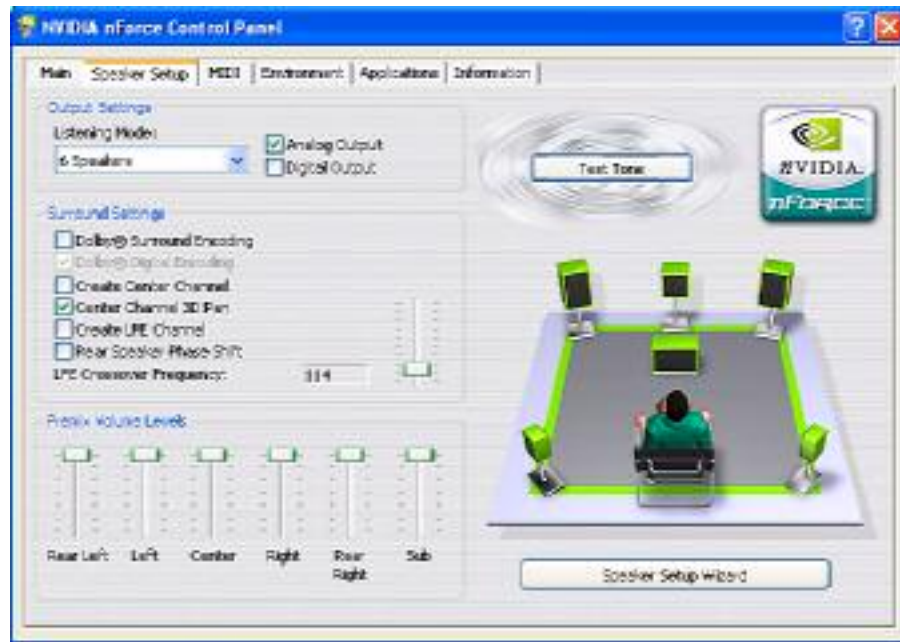 NVIDIA nForce Control Panel
Main Speaker Setup MIDI Environment Applications Information
Output Settings
Listening Mode:
6 Speakers
Analog Output
Digital Output
Test Tone
NVIDIA.
nFORCE
Surround Settings
Dolby® Surround Encoding
Dolby® Digital Encoding
Create Center Channel
Center Channel 3D Pan
Create LFE Channel
Rear Speaker Phase Shift
LFE Crossover Frequency: 114
Premix Volume Levels
Rear Left Left Center Right Rear Right Sub
Speaker Setup Wizard